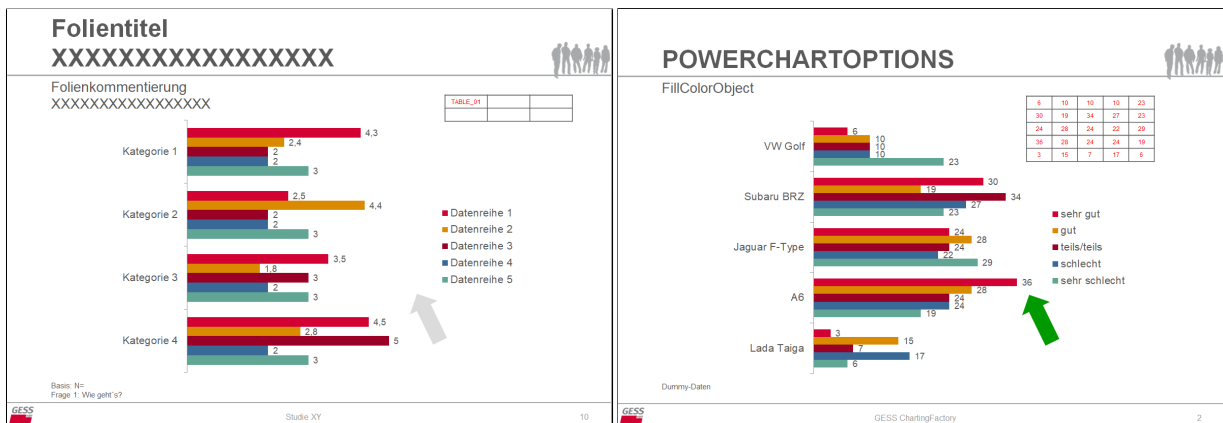 Folientitel
XXXXXXXXXXXXXXXXX
Folienkommentierung
XXXXXXXXXXXXXXXXX
TABLE_01
Kategorie 1
4,3
2,4
2
2
3
Kategorie 2
2,5
4,4
2
2
3
Kategorie 3
3,5
1,8
3
2
3
Kategorie 4
4,5
2,8
5
2
3
Datenreihe 1
Datenreihe 2
Datenreihe 3
Datenreihe 4
Datenreihe 5
Basis: N=
Frage 1: Wie geht´s?
GESS
Studie XY
10
POWERCHARTOPTIONS
FillColorObject
6 10 10 10 23
30 19 34 27 23
24 28 24 22 29
36 28 24 24 19
3 15 7 17 6
VW Golf
6
10
10
10
23
Subaru BRZ
30
19
34
27
23
Jaguar F-Type
24
28
24
22
29
A6
36
28
24
24
19
Lada Taiga
3
15
7
17
6
sehr gut
gut
teils/teils
schlecht
sehr schlecht
Dummy-Daten
GESS
GESS ChartingFactory
2